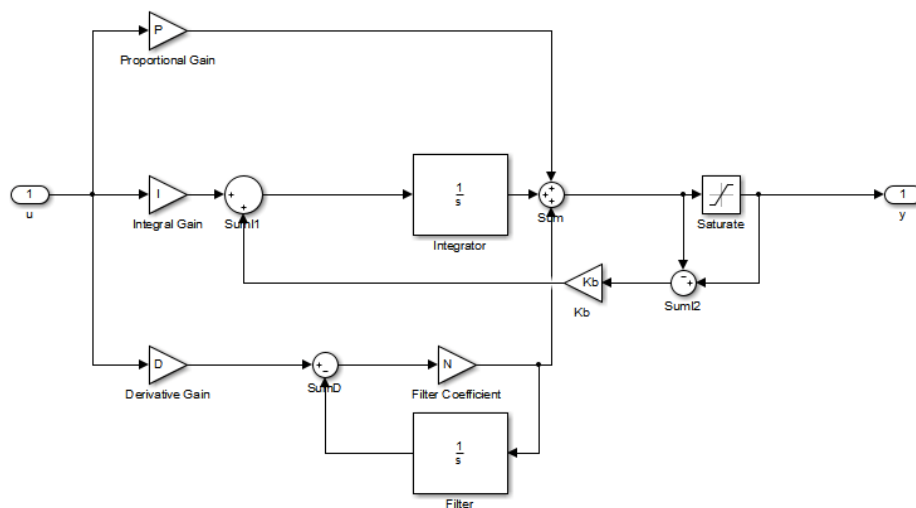 P
Proportional Gain
1
u
I
Integral Gain
+
+
SumI1
1
s
Integrator
+
+
+
Sum
Saturate
1
y
Kb
Kb
−
+
SumI2
D
Derivative Gain
+
−
SumD
N
Filter Coefficient
1
s
Filter